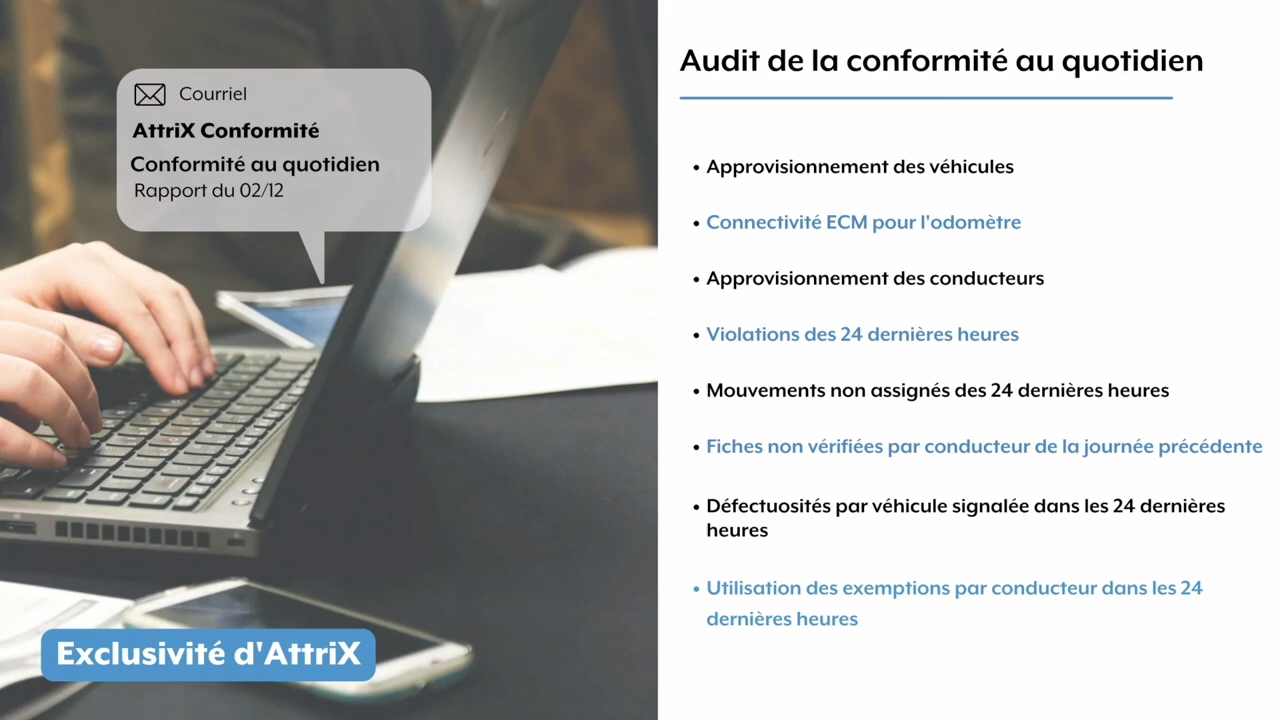 Courriel
AttriX Conformité
Conformité au quotidien
Rapport du 02/12
Exclusivité d'AttriX
Audit de la conformité au quotidien
• Approvisionnement des véhicules
• Connectivité ECM pour l'odomètre
• Approvisionnement des conducteurs
• Violations des 24 dernières heures
• Mouvements non assignés des 24 dernières heures
• Fiches non vérifiées par conducteur de la journée précédente
• Défectuosités par véhicule signalée dans les 24 dernières
heures
• Utilisation des exemptions par conducteur dans les 24
dernières heures